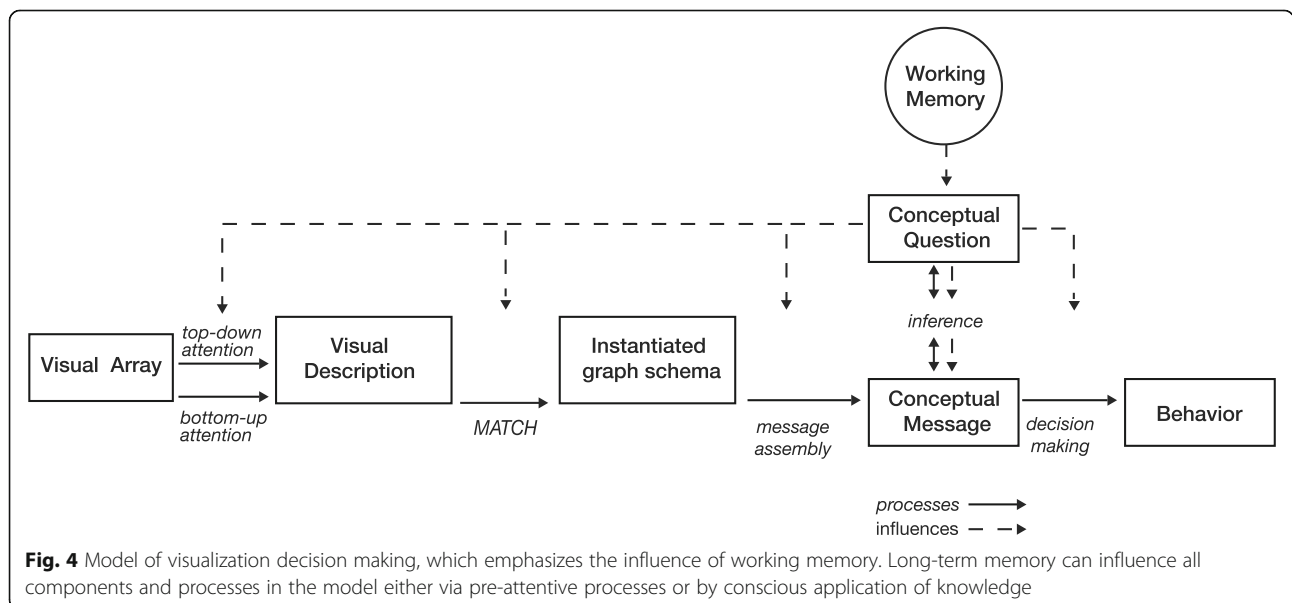 Working
Memory
Conceptual
Question
top-down
attention
Visual Array
bottom-up
attention
Visual
Description
MATCH
Instantiated
graph schema
message
assembly
inference
Conceptual
Message
decision
making
Behavior
processes
influences
Fig. 4 Model of visualization decision making, which emphasizes the influence of working memory. Long-term memory can influence all
components and processes in the model either via pre-attentive processes or by conscious application of knowledge